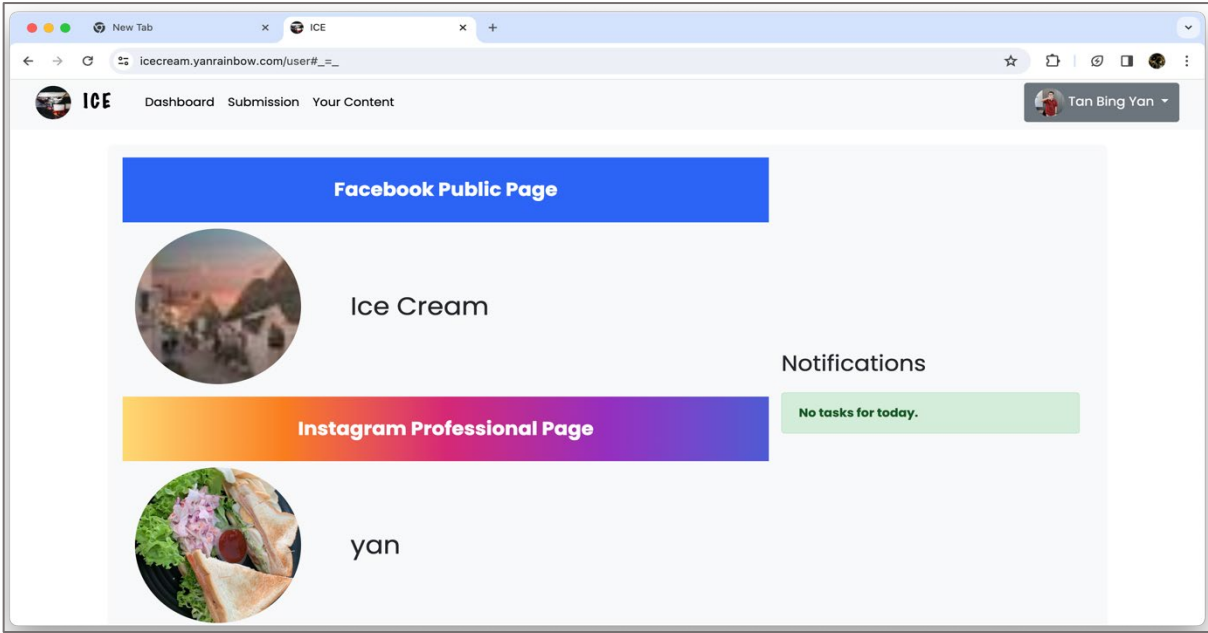 New Tab
ICE
icecream.yanrainbow.com/user#_=_
ICE
Dashboard Submission Your Content
Tan Bing Yan
Facebook Public Page
Ice Cream
Notifications
No tasks for today.
Instagram Professional Page
yan